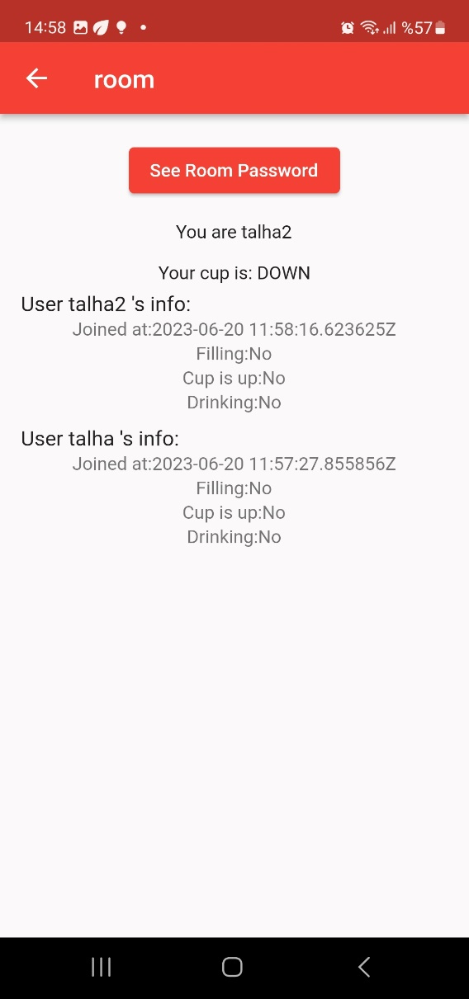 14:58 %57
room
See Room Password
You are talha2
Your cup is: DOWN
User talha2 's info:
Joined at:2023-06-20 11:58:16.623625Z
Filling:No
Cup is up:No
Drinking:No
User talha 's info:
Joined at:2023-06-20 11:57:27.855856Z
Filling:No
Cup is up:No
Drinking:No